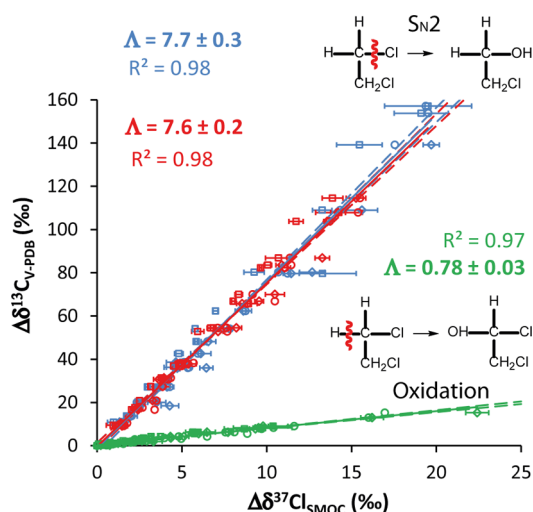 Λ = 7.7 ± 0.3
R² = 0.98
Λ = 7.6 ± 0.2
R² = 0.98
R² = 0.97
Λ = 0.78 ± 0.03
SN2
H
H Cl
CH2Cl
H
H OH
CH2Cl
H
H Cl
CH2Cl
H
OH Cl
CH2Cl
Oxidation
Δδ¹³CV-PDB (‰)
160
140
120
100
80
60
40
20
0
0 5 10 15 20 25
Δδ³⁷ClSMOC (‰)